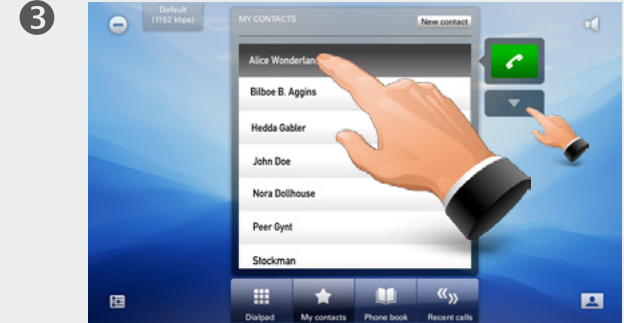 3
Default
(1152 kbps)
MY CONTACTS
New contact
Alice Wonderlan
Bilboe B. Aggins
Hedda Gabler
John Doe
Nora Dollhouse
Peer Gynt
Stockman
Dialpad
My contacts
Phone book
Recent calls